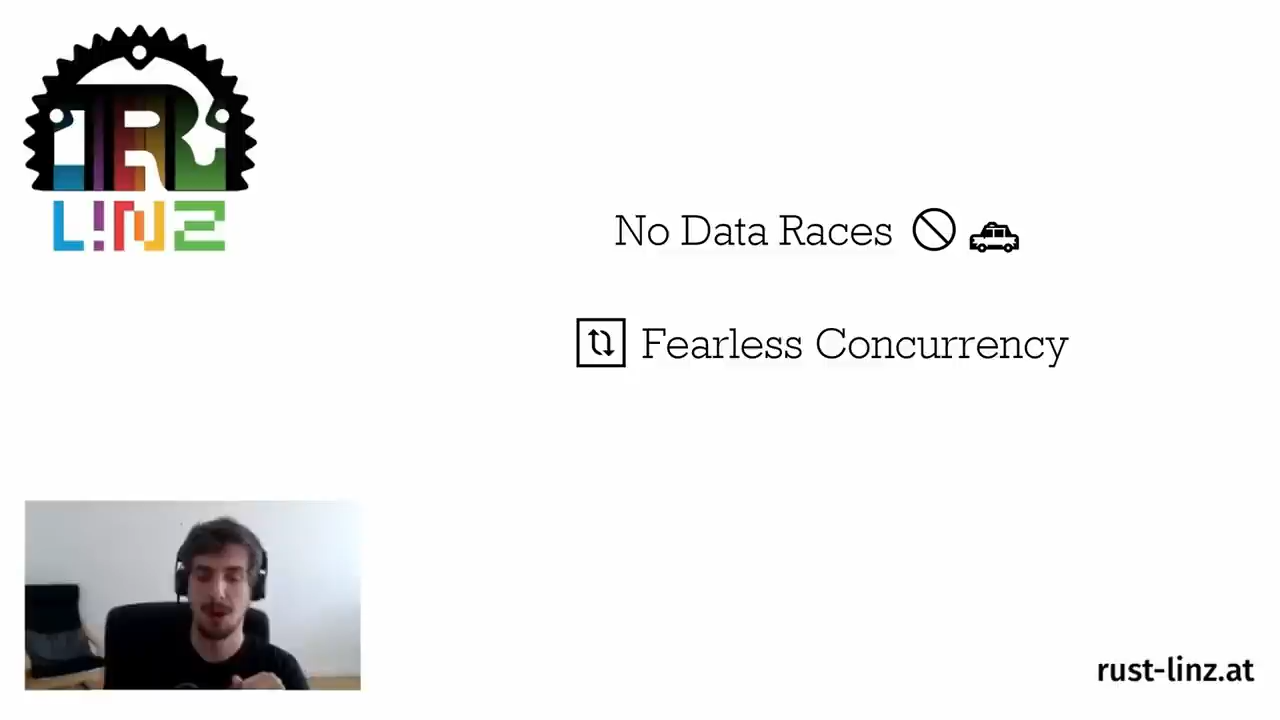 R
L!NZ
No Data Races
Fearless Concurrency
rust-linz.at